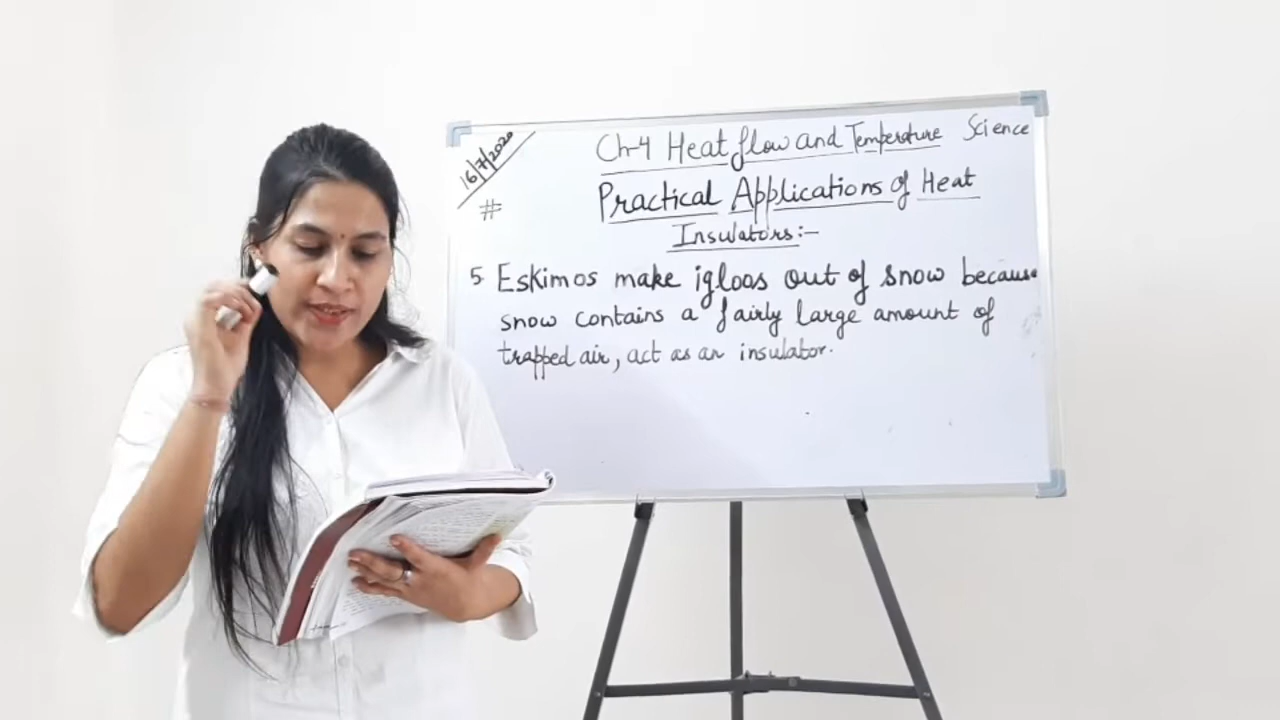 16/7/2020
Ch-4 Heat flow and Temperature Science
# Practical Applications of Heat
Insulators:-
5. Eskimos make igloos out of snow because
snow contains a fairly large amount of
trapped air, act as an insulator.